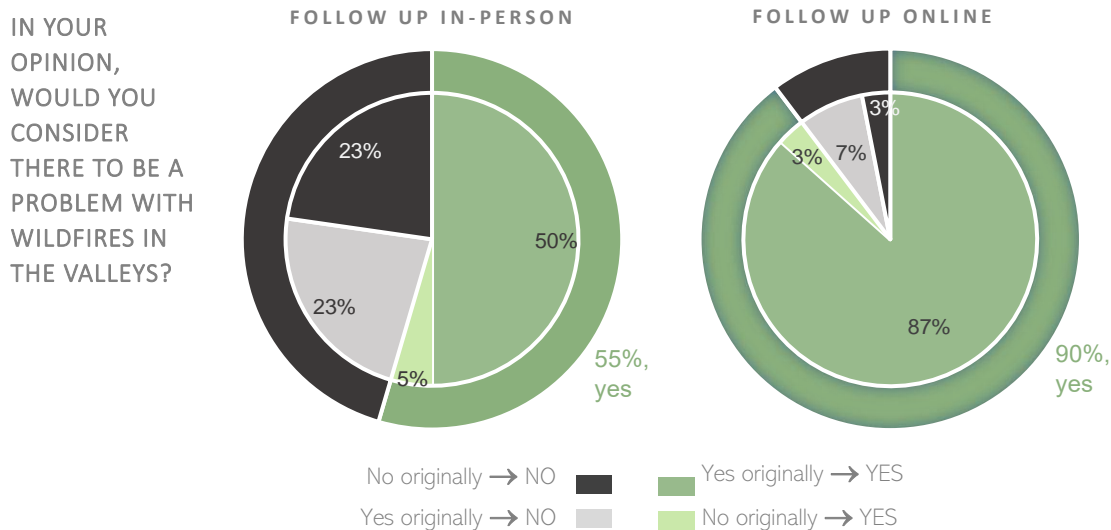 IN YOUR
OPINION,
WOULD YOU
CONSIDER
THERE TO BE A
PROBLEM WITH
WILDFIRES IN
THE VALLEYS?
FOLLOW UP IN-PERSON
23%
50%
23%
5%
55%,
yes
FOLLOW UP ONLINE
3%
7%
3%
87%
90%,
yes
No originally → NO
Yes originally → YES
Yes originally → NO
No originally → YES